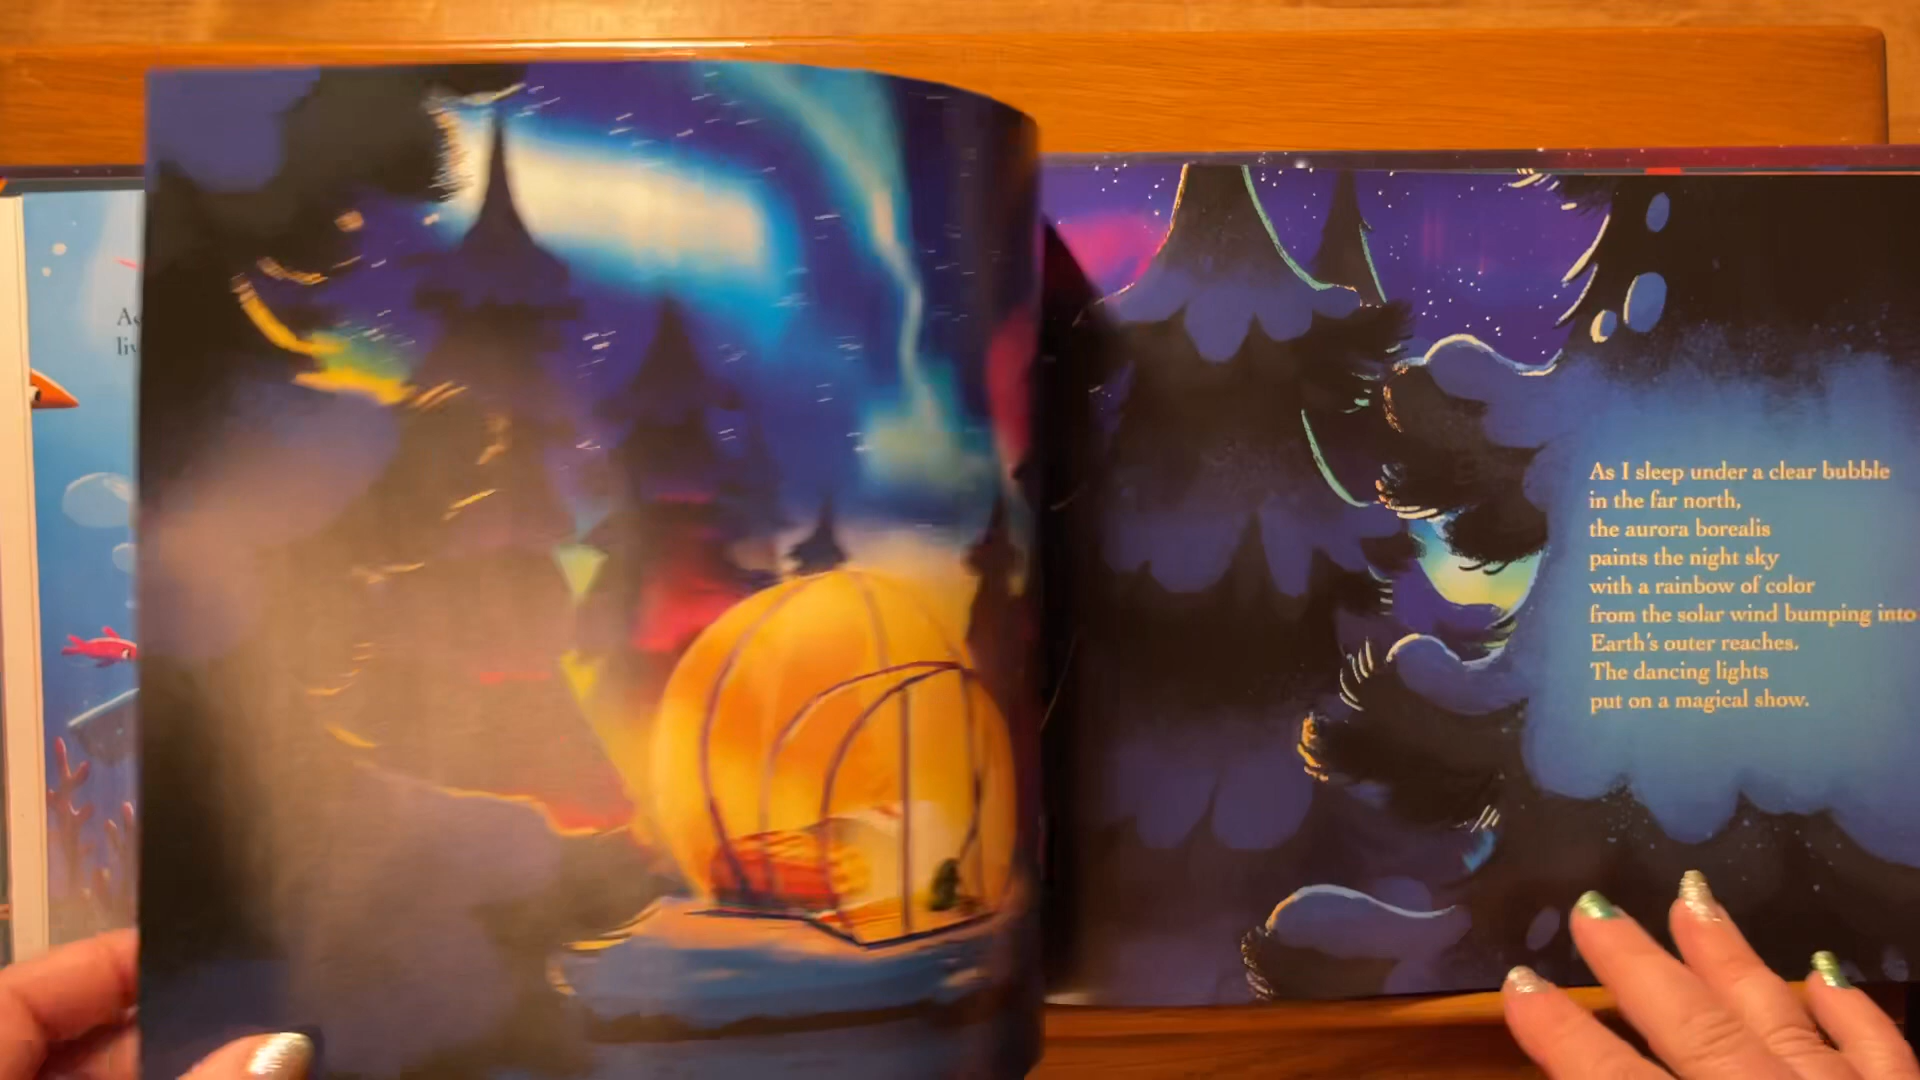 As I sleep under a clear bubble
in the far north,
the aurora borealis
paints the night sky
with a rainbow of color
from the solar wind bumping into
Earth's outer reaches.
The dancing lights
put on a magical show.